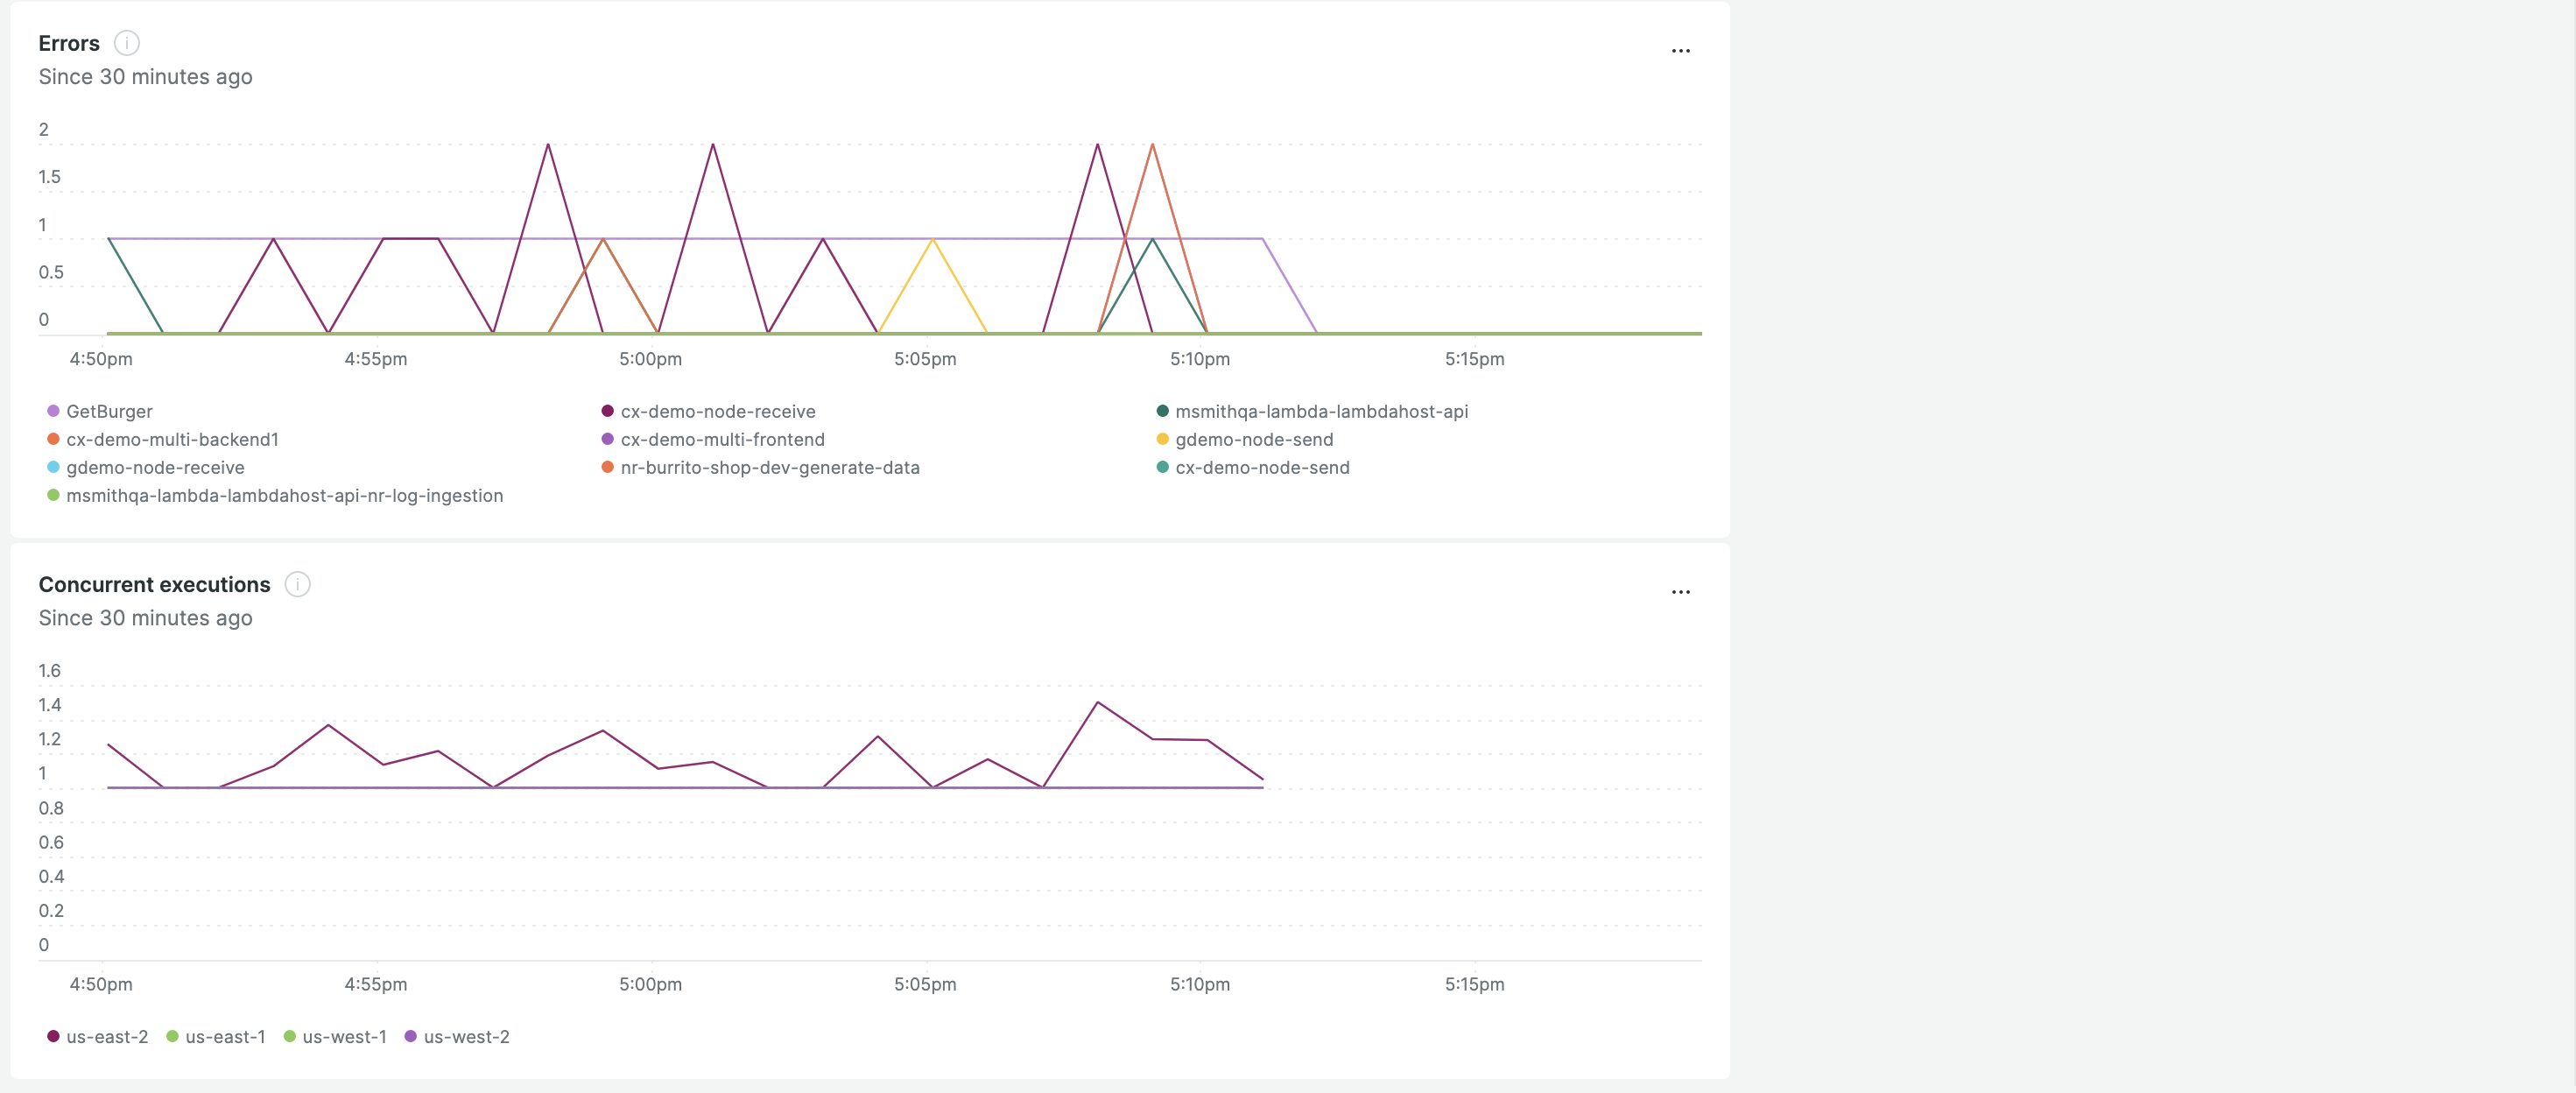 Errors
Since 30 minutes ago
2
1.5
1
0.5
0
4:50pm 4:55pm 5:00pm 5:05pm 5:10pm 5:15pm
GetBurger cx-demo-node-receive msmithqa-lambda-lambdahost-api
cx-demo-multi-backend1 cx-demo-multi-frontend gdemo-node-send
gdemo-node-receive nr-burrito-shop-dev-generate-data cx-demo-node-send
msmithqa-lambda-lambdahost-api-nr-log-ingestion
Concurrent executions
Since 30 minutes ago
1.6
1.4
1.2
1
0.8
0.6
0.4
0.2
0
4:50pm 4:55pm 5:00pm 5:05pm 5:10pm 5:15pm
us-east-2 us-east-1 us-west-1 us-west-2